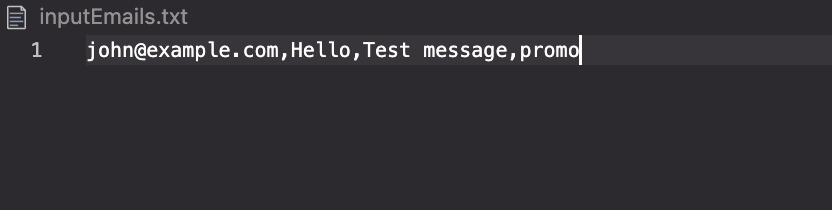 inputEmails.txt
1 john@example.com,Hello,Test message,promo